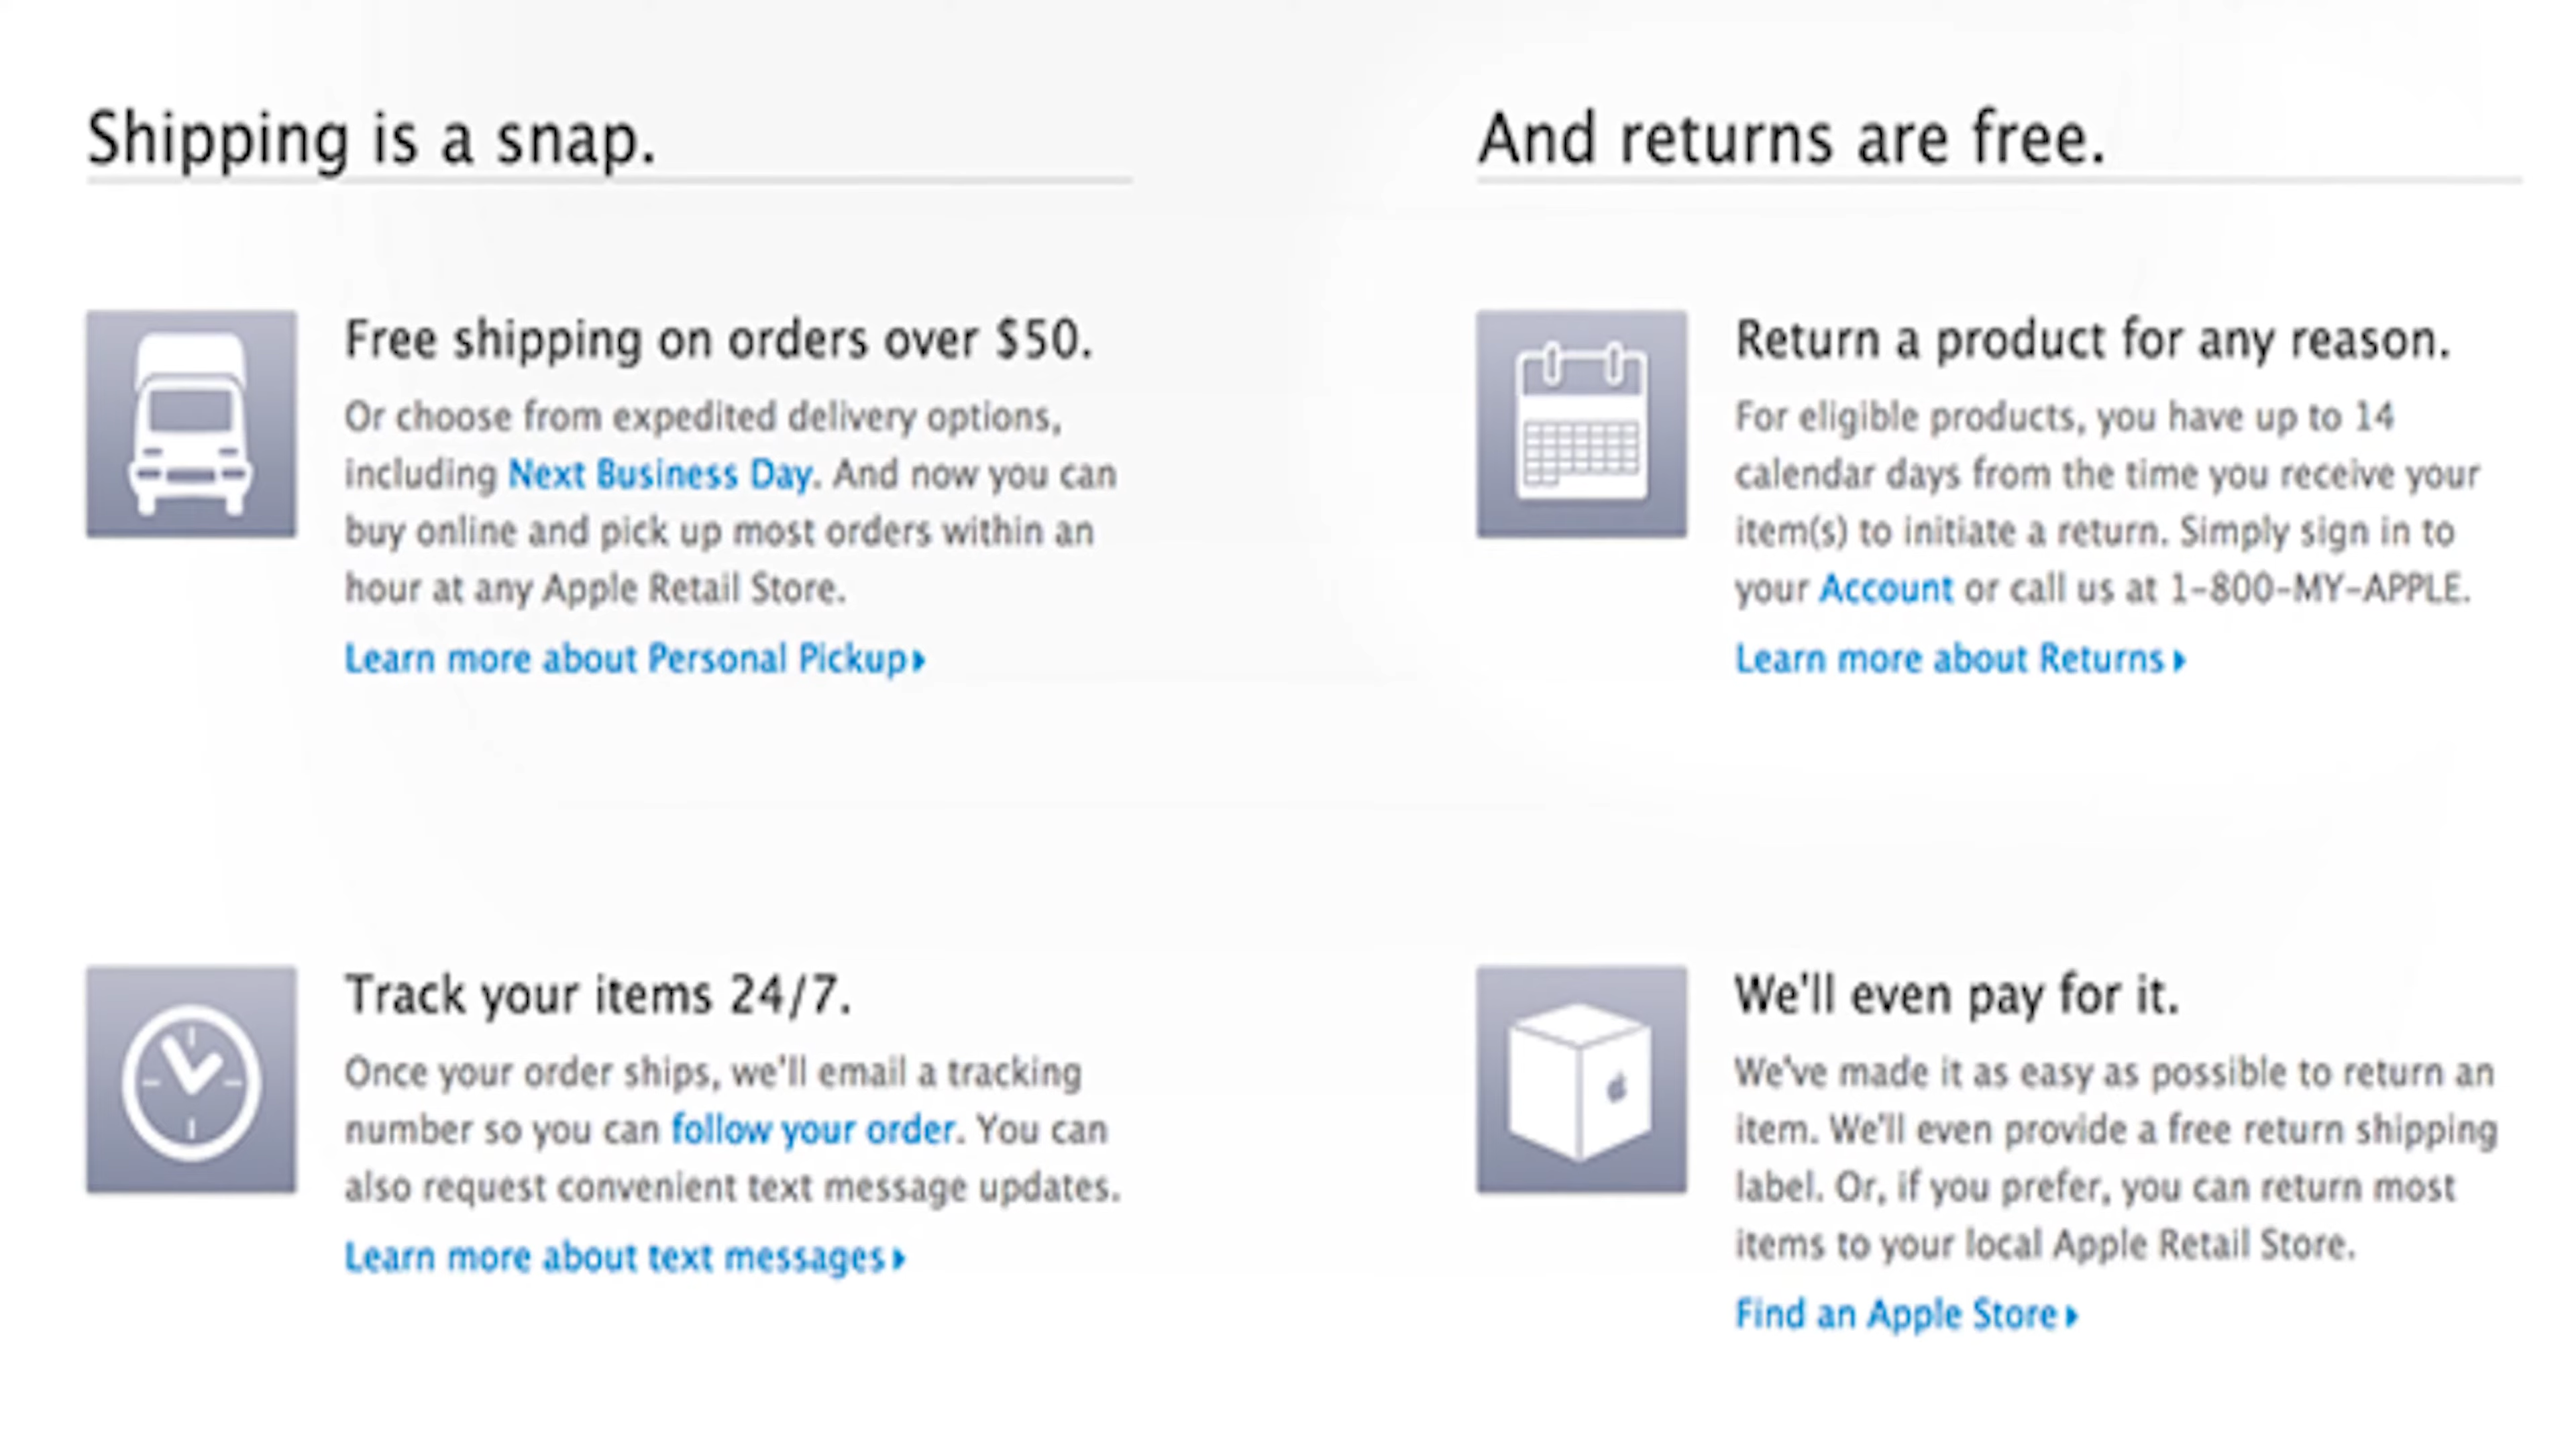 Shipping is a snap.
Free shipping on orders over $50.
Or choose from expedited delivery options,
including Next Business Day. And now you can
buy online and pick up most orders within an
hour at any Apple Retail Store.
Learn more about Personal Pickup
Track your items 24/7.
Once your order ships, we'll email a tracking
number so you can follow your order. You can
also request convenient text message updates.
Learn more about text messages
And returns are free.
Return a product for any reason.
For eligible products, you have up to 14
calendar days from the time you receive your
item(s) to initiate a return. Simply sign in to
your Account or call us at 1-800-MY-APPLE.
Learn more about Returns
We'll even pay for it.
We've made it as easy as possible to return an
item. We'll even provide a free return shipping
label. Or, if you prefer, you can return most
items to your local Apple Retail Store.
Find an Apple Store